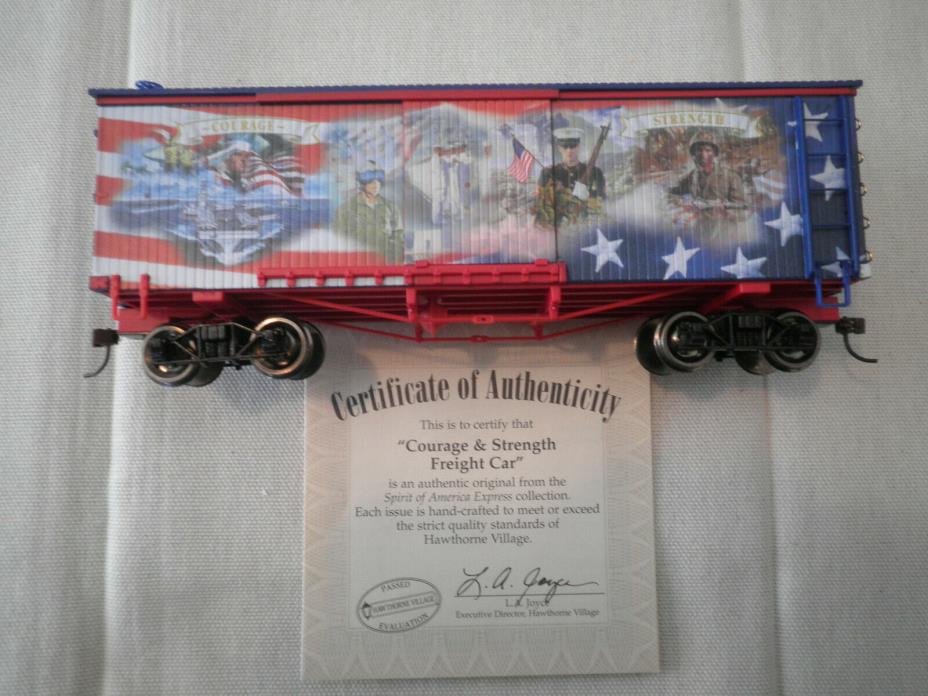 ~COURAGE~
STRENGTH
Certificate of Authenticity
This is to certify that
“Courage & Strength
Freight Car”
is an authentic original from the
Spirit of America Express collection.
Each issue is hand-crafted to meet or exceed
the strict quality standards of
Hawthorne Village.
PASSED
HAWTHORNE VILLAGE
EVALUATION
L. A. Joyce
L.A. Joyce
Executive Director, Hawthorne Village